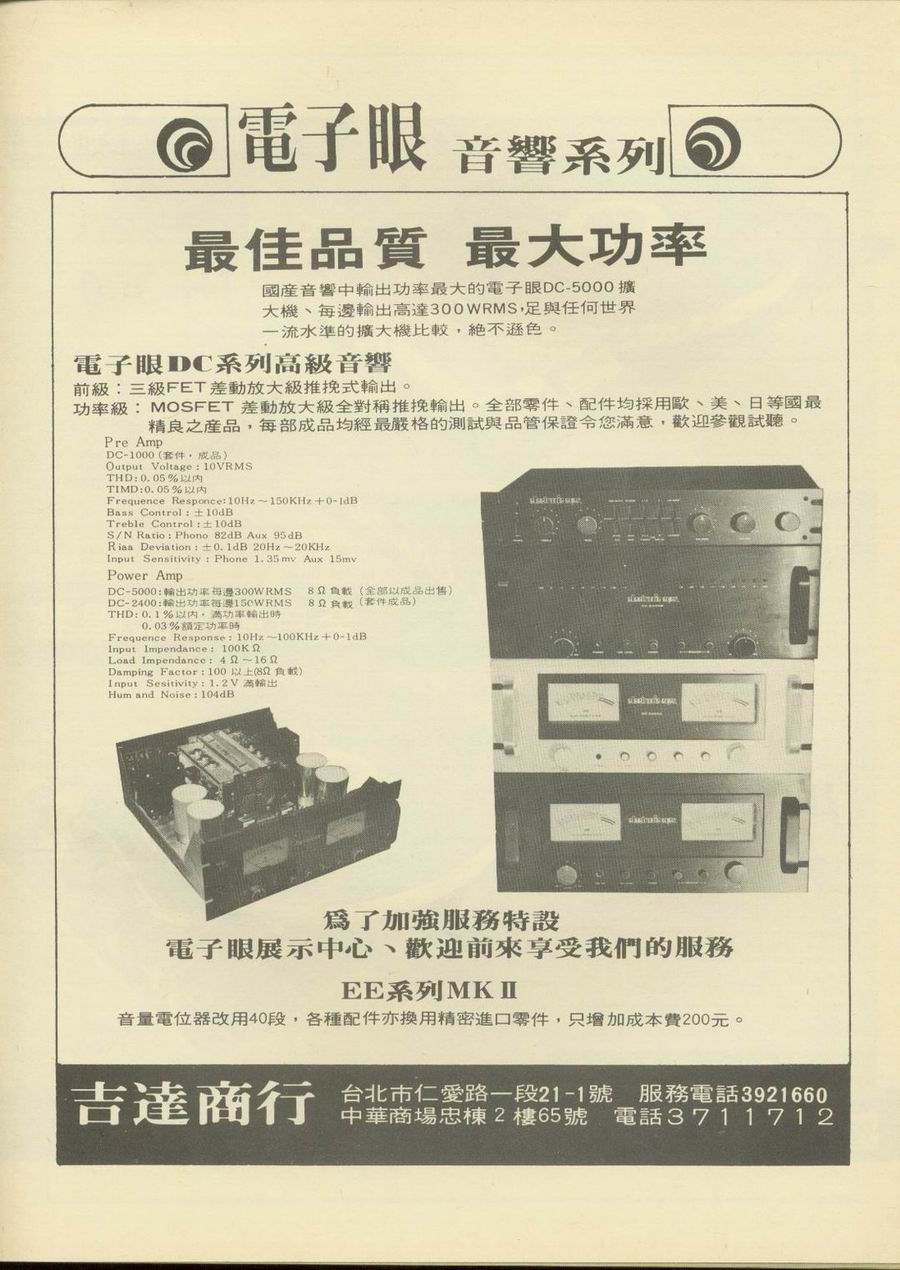 電子眼 音響系列
最佳品質 最大功率
國産音響中輸出功率最大的電子眼DC-5000 擴
大機、每邊輸出高達300WRMS,足與任何世界
一流水準的擴大機比較，絶不遜色。
電子眼DC系列高級音響
前級：三級FET差動放大級推挽式輸出。
功率級：MOSFET 差動放大級全對稱推挽輸出。全部零件、配件均採用歐、美、日等國最
精良之産品，每部成品均經最嚴格的測試與品管保證令您滿意，歡迎參觀試聽。
Pre Amp
DC-1000 (套件，成品)
Output Voltage : 10VRMS
THD:0.05%以内
TIMD:0.05%以内
Frequence Responce:10Hz～150KHz+0-1dB
Bass Control : ±10dB
Treble Control : ±10dB
S/N Ratio : Phono 82dB Aux 95dB
Riaa Deviation : ±0.1dB 20Hz～20KHz
Input Sensitivity : Phone 1.35mv Aux 15mv
Power Amp
DC-5000:輸出功率每邊300WRMS 8Ω負載 (全部以成品出售)
DC-2400:輸出功率每邊150WRMS 8Ω負載 (套件成品)
THD: 0.1%以内，滿功率輸出時
0.03%額定功率時
Frequence Response : 10Hz～100KHz+0-1dB
Input Impendance : 100KΩ
Load Impendance : 4Ω～16Ω
Damping Factor : 100 以上(8Ω負載)
Input Sesitivity : 1.2V 滿輸出
Hum and Noise : 104dB
爲了加強服務特設
電子眼展示中心、歡迎前來享受我們的服務
EE系列MK II
音量電位器改用40段，各種配件亦換用精密進口零件，只增加成本費200元。
吉達商行
台北市仁愛路一段21-1號 服務電話3921660
中華商場忠棟2樓65號 電話3711712